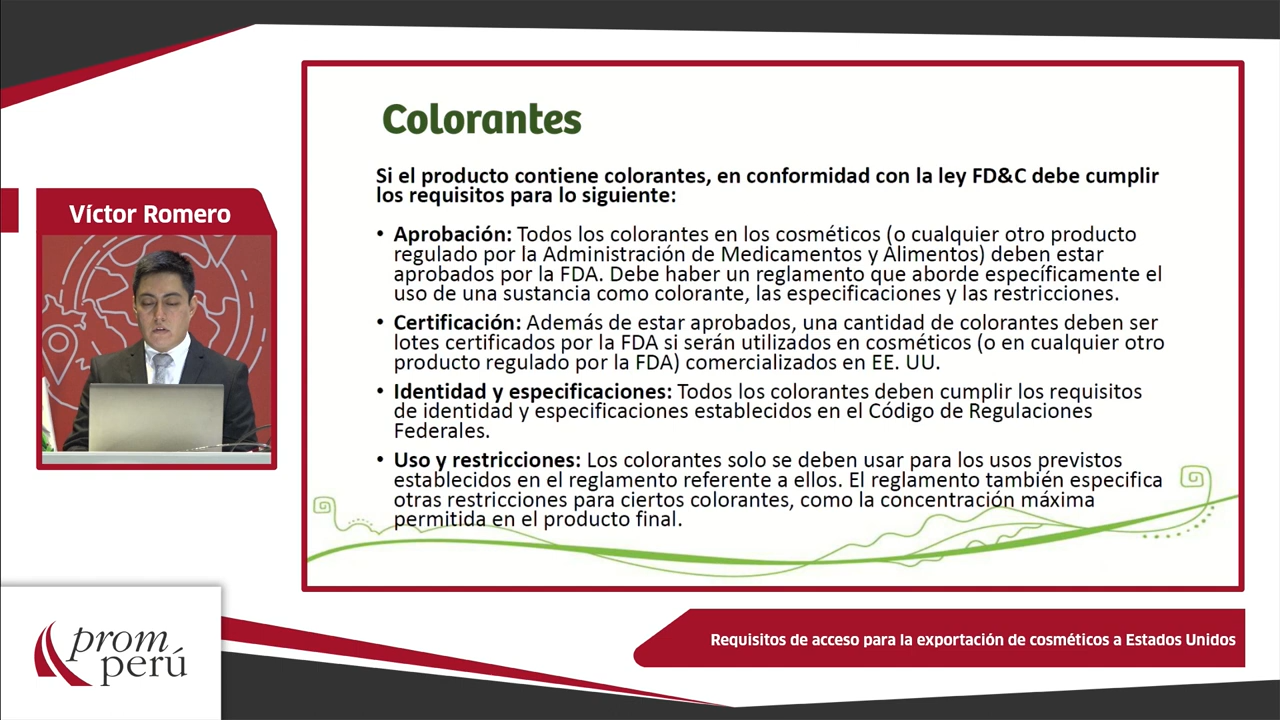 Colorantes
Si el producto contiene colorantes, en conformidad con la ley FD&C debe cumplir
los requisitos para lo siguiente:
• Aprobación: Todos los colorantes en los cosméticos (o cualquier otro producto
regulado por la Administración de Medicamentos y Alimentos) deben estar
aprobados por la FDA. Debe haber un reglamento que aborde específicamente el
uso de una sustancia como colorante, las especificaciones y las restricciones.
• Certificación: Además de estar aprobados, una cantidad de colorantes deben ser
lotes certificados por la FDA si serán utilizados en cosméticos (o en cualquier otro
producto regulado por la FDA) comercializados en EE. UU.
• Identidad y especificaciones: Todos los colorantes deben cumplir los requisitos
de identidad y especificaciones establecidos en el Código de Regulaciones
Federales.
• Uso y restricciones: Los colorantes solo se deben usar para los usos previstos
establecidos en el reglamento referente a ellos. El reglamento también especifica
otras restricciones para ciertos colorantes, como la concentración máxima
permitida en el producto final.
Víctor Romero
prom
perú
Requisitos de acceso para la exportación de cosméticos a Estados Unidos